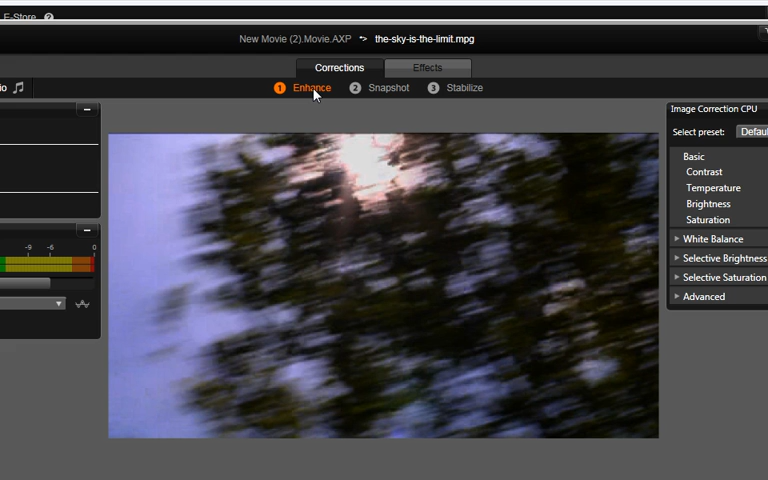 E-Store ?
New Movie (2).Movie.AXP *> the-sky-is-the-limit.mpg
Corrections Effects
io 1 Enhance 2 Snapshot 3 Stabilize
Image Correction CPU
Select preset: Defaul
Basic
Contrast
Temperature
Brightness
Saturation
White Balance
Selective Brightness
Selective Saturation
Advanced
-9 -6 0